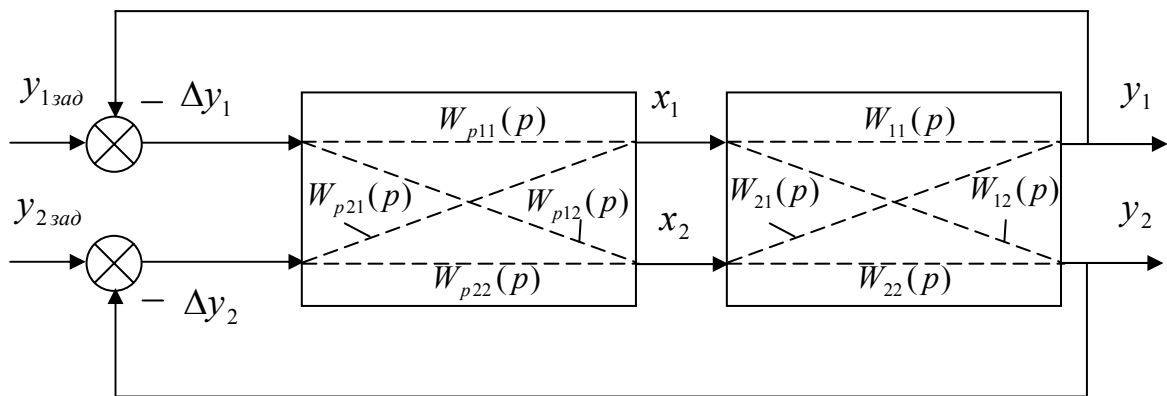 y₁зад
− Δy₁
Wₚ₁₁(p)
x₁
W₁₁(p)
y₁
Wₚ₂₁(p)
Wₚ₁₂(p)
W₂₁(p)
W₁₂(p)
y₂зад
x₂
y₂
Wₚ₂₂(p)
W₂₂(p)
− Δy₂